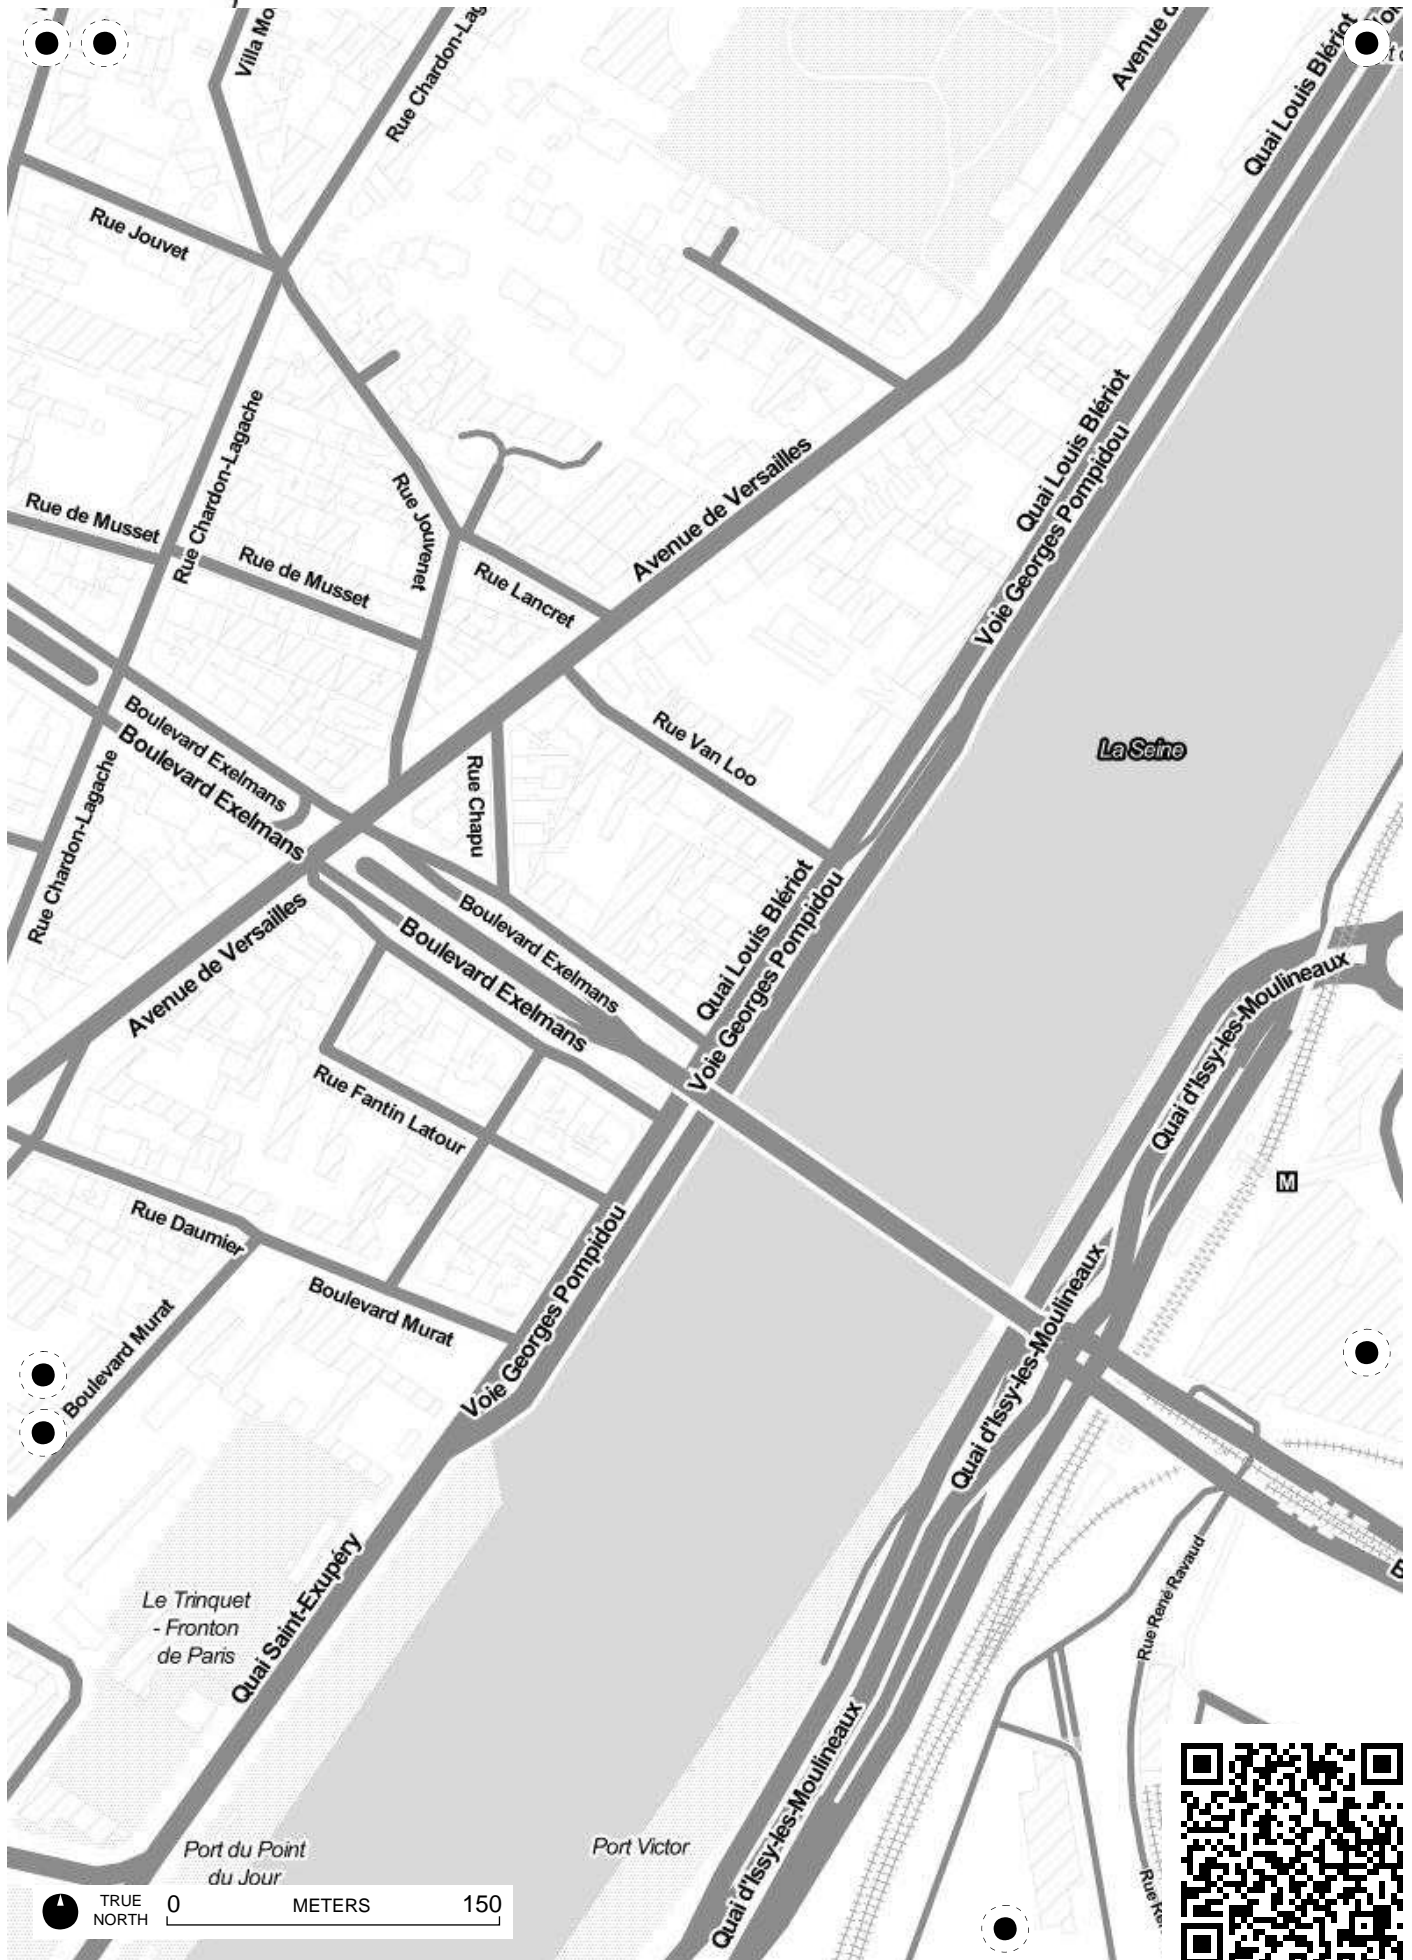 Villa Mo
Rue Chardon-Lag
Avenue d
Quai Louis Blériot
Rue Jouvet
Rue Chardon-Lagache
Quai Louis Blériot
Voie Georges Pompidou
Avenue de Versailles
Rue Jouvenet
Rue de Musset
Rue de Musset
Rue Lancret
Boulevard Exelmans
Boulevard Exelmans
Rue Van Loo
La Seine
Rue Chardon-Lagache
Rue Chapu
Quai Louis Blériot
Voie Georges Pompidou
Avenue de Versailles
Boulevard Exelmans
Boulevard Exelmans
Quai d'Issy-les-Moulineaux
Rue Fantin Latour
M
Rue Daumier
Voie Georges Pompidou
Boulevard Murat
Boulevard Murat
Quai d'Issy-les-Moulineaux
B
Quai Saint-Exupéry
Rue René Ravaud
Le Trinquet
- Fronton
de Paris
Quai d'Issy-les-Moulineaux
Port du Point
du Jour
Port Victor
Rue Re
TRUE
NORTH
0 METERS 150